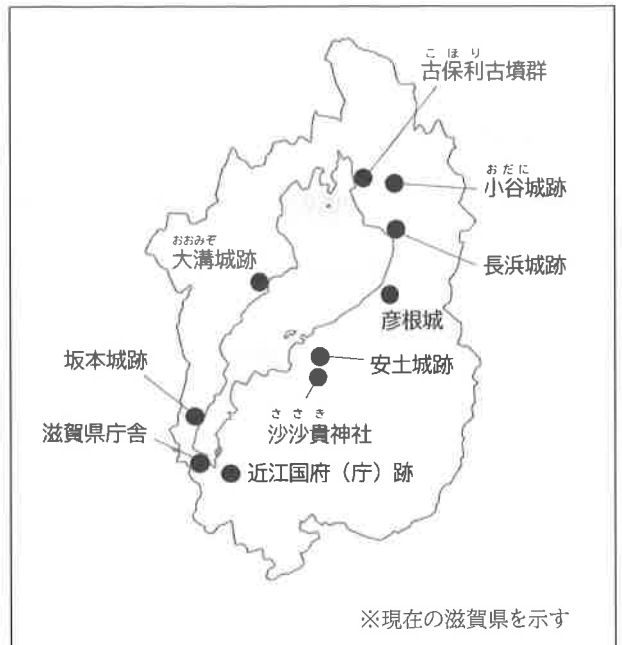 こほり
古保利古墳群
おだに
小谷城跡
おおみぞ
大溝城跡
長浜城跡
彦根城
坂本城跡
安土城跡
ささき
沙沙貴神社
滋賀県庁舎
近江国府（庁）跡
※現在の滋賀県を示す